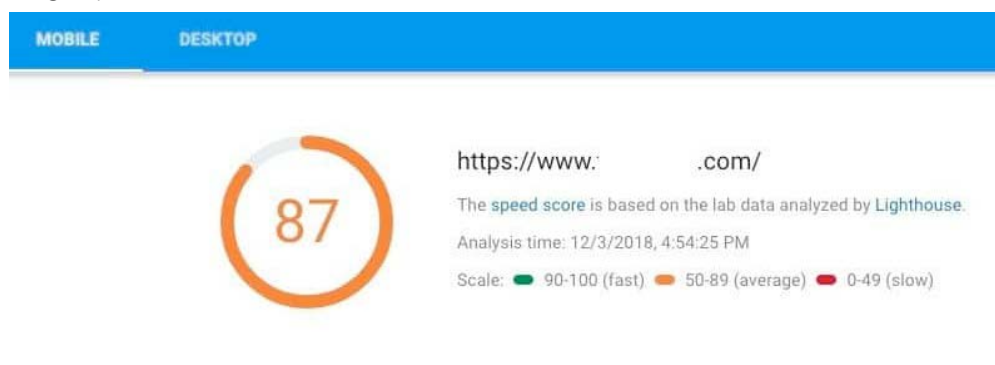 MOBILE DESKTOP
87
https://www. .com/
The speed score is based on the lab data analyzed by Lighthouse.
Analysis time: 12/3/2018, 4:54:25 PM
Scale: 90-100 (fast) 50-89 (average) 0-49 (slow)